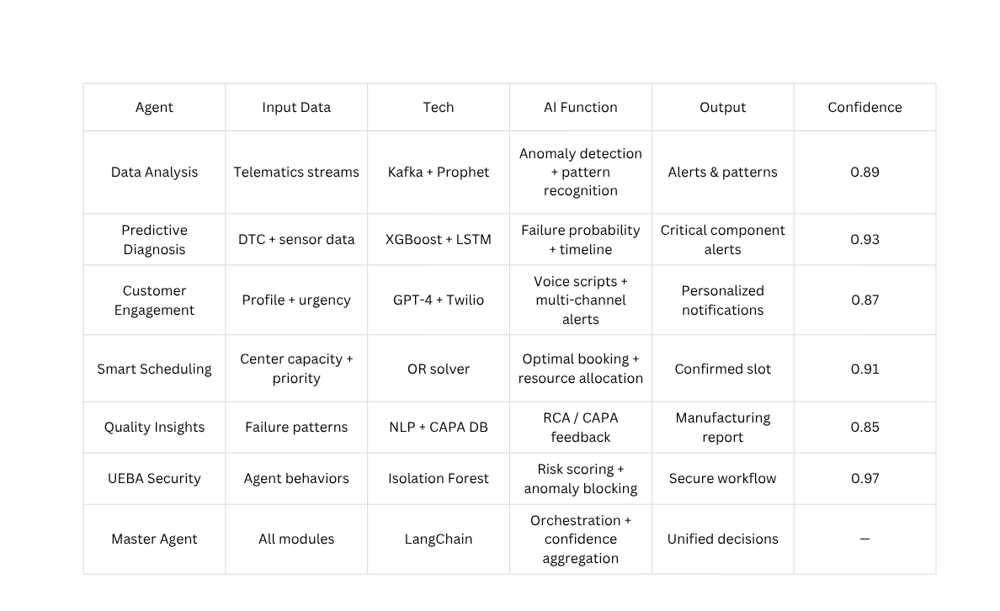 Agent Input Data Tech AI Function Output Confidence
Data Analysis Telematics streams Kafka + Prophet Anomaly detection + pattern recognition Alerts & patterns 0.89
Predictive Diagnosis DTC + sensor data XGBoost + LSTM Failure probability + timeline Critical component alerts 0.93
Customer Engagement Profile + urgency GPT-4 + Twilio Voice scripts + multi-channel alerts Personalized notifications 0.87
Smart Scheduling Center capacity + priority OR solver Optimal booking + resource allocation Confirmed slot 0.91
Quality Insights Failure patterns NLP + CAPA DB RCA / CAPA feedback Manufacturing report 0.85
UEBA Security Agent behaviors Isolation Forest Risk scoring + anomaly blocking Secure workflow 0.97
Master Agent All modules LangChain Orchestration + confidence aggregation Unified decisions —